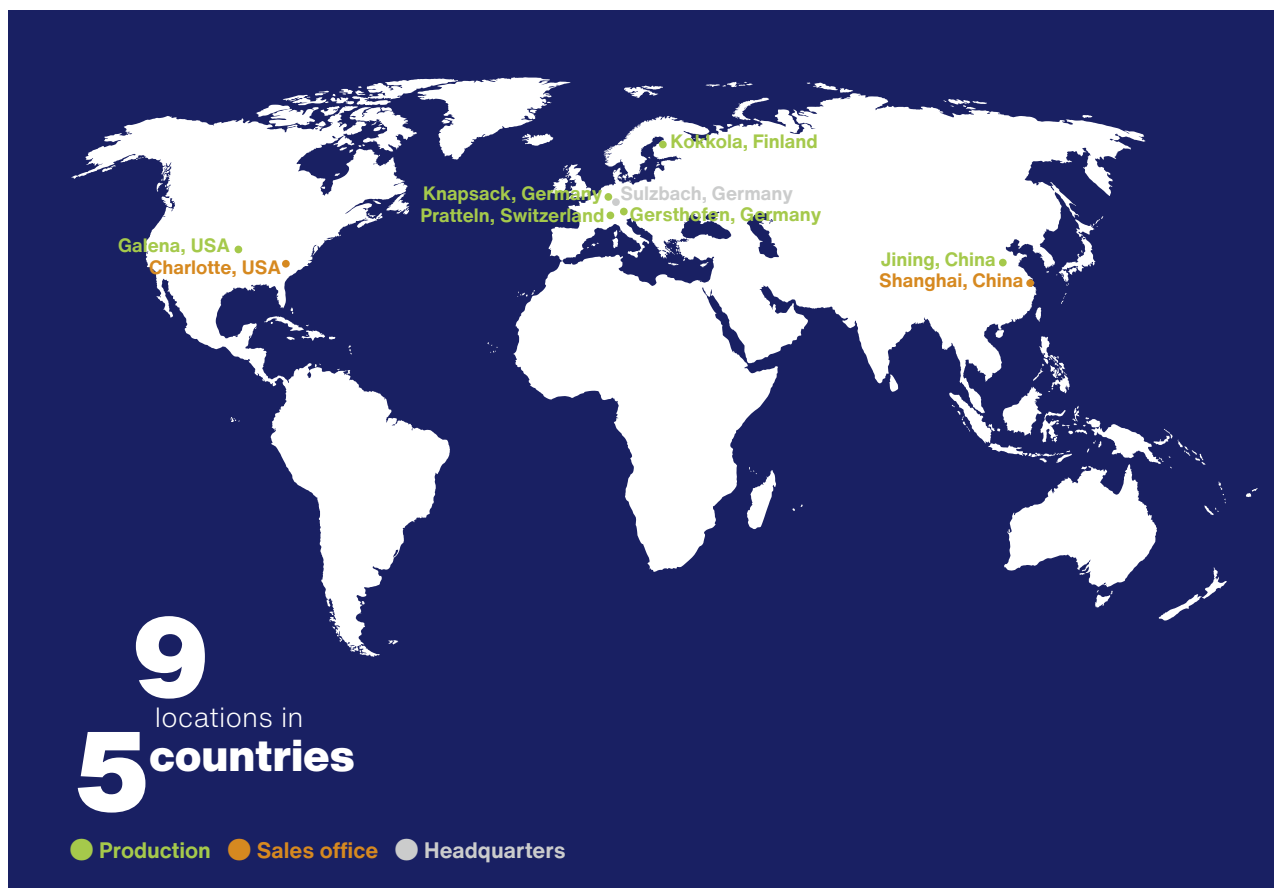 Kokkola, Finland
Knapsack, Germany
Sulzbach, Germany
Pratteln, Switzerland
Gersthofen, Germany
Galena, USA
Charlotte, USA
Jining, China
Shanghai, China
9
locations in
5 countries
Production
Sales office
Headquarters